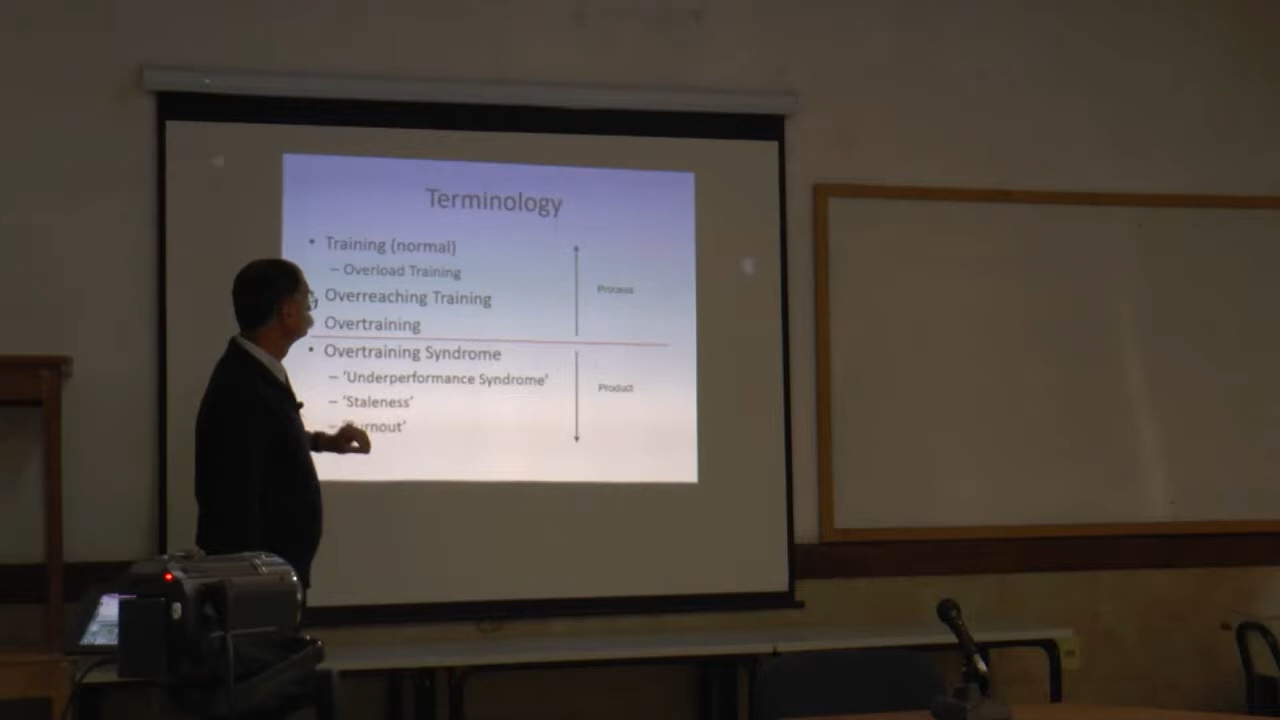 Terminology
• Training (normal)
– Overload Training
Process
Overreaching Training
Overtraining
• Overtraining Syndrome
– 'Underperformance Syndrome'
Product
– 'Staleness'